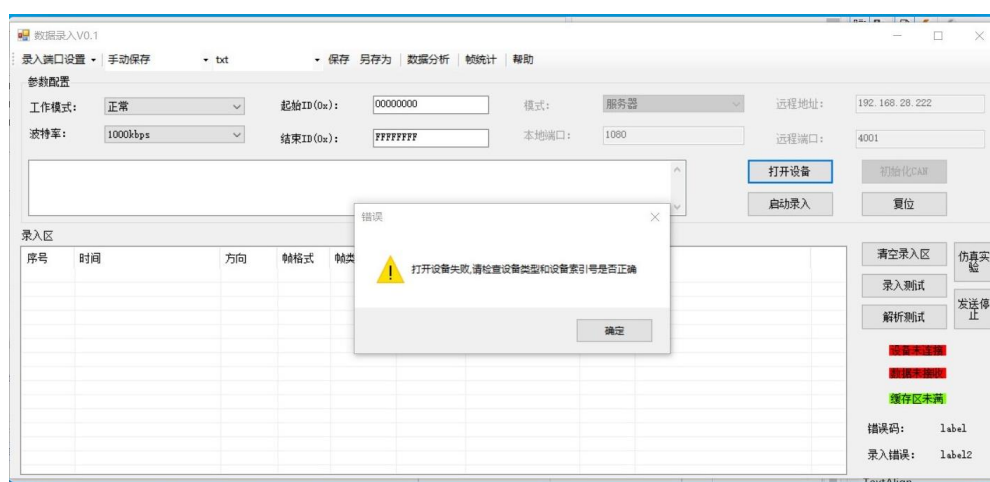 数据录入V0.1
录入端口设置 手动保存 txt 保存 另存为 数据分析 帧统计 帮助
参数配置
工作模式: 正常 起始ID(0x): 00000000 模式: 服务器 远程地址: 192.168.28.222
波特率: 1000kbps 结束ID(0x): FFFFFFFF 本地端口: 1080 远程端口: 4001
打开设备 初始化CAN
启动录入 复位
错误
打开设备失败,请检查设备类型和设备索引号是否正确
确定
录入区
序号 时间 方向 帧格式 帧类
清空录入区 仿真实验
录入测试
解析测试 发送停止
设备未连接
数据未接收
缓存区未满
错误码: label
录入错误: label2
TextAlign